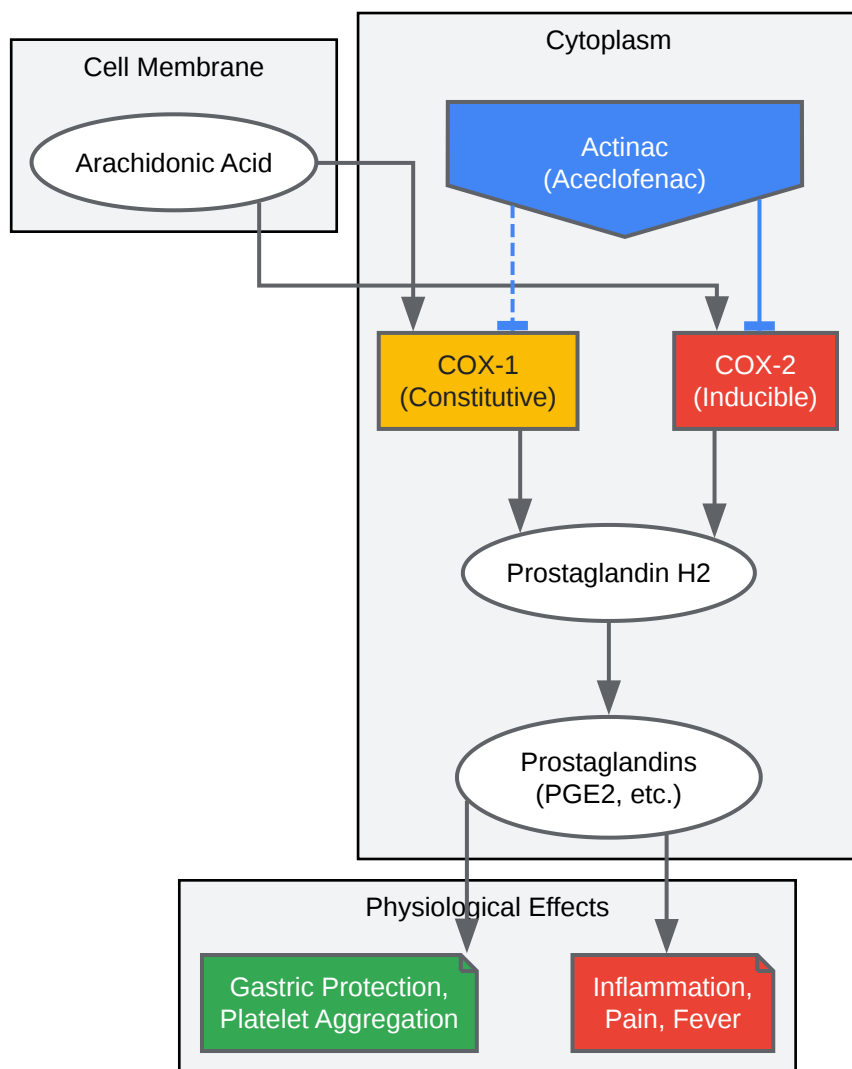 Cytoplasm
Cell Membrane
Arachidonic Acid
Actinac
(Aceclofenac)
COX-1
(Constitutive)
COX-2
(Inducible)
Prostaglandin H2
Prostaglandins
(PGE2, etc.)
Physiological Effects
Gastric Protection,
Platelet Aggregation
Inflammation,
Pain, Fever